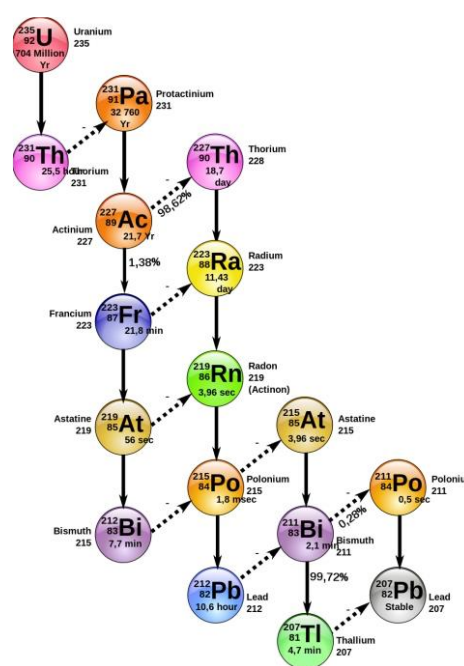 235
92 U
704 Million
Yr
Uranium
235
231
91 Pa
32 760
Yr
Protactinium
231
231
90 Th
25,5 hour
Thorium
231
227
90 Th
18,7
day
Thorium
228
-
-
98,62%
227
89 Ac
21,7 Yr
Actinium
227
1,38%
223
88 Ra
11,43
day
Radium
223
-
223
87 Fr
21,8 min
Francium
223
219
86 Rn
3,96 sec
Radon
219
(Actinon)
-
219
85 At
56 sec
Astatine
219
215
85 At
3,96 sec
Astatine
215
-
215
84 Po
1,8 msec
Polonium
215
-
211
84 Po
0,5 sec
Polonium
211
-
0,28%
212
83 Bi
7,7 min
Bismuth
215
211
83 Bi
2,1 min
Bismuth
211
-
99,72%
212
82 Pb
10,6 hour
Lead
212
207
82 Pb
Stable
Lead
207
-
207
81 Tl
4,7 min
Thallium
207